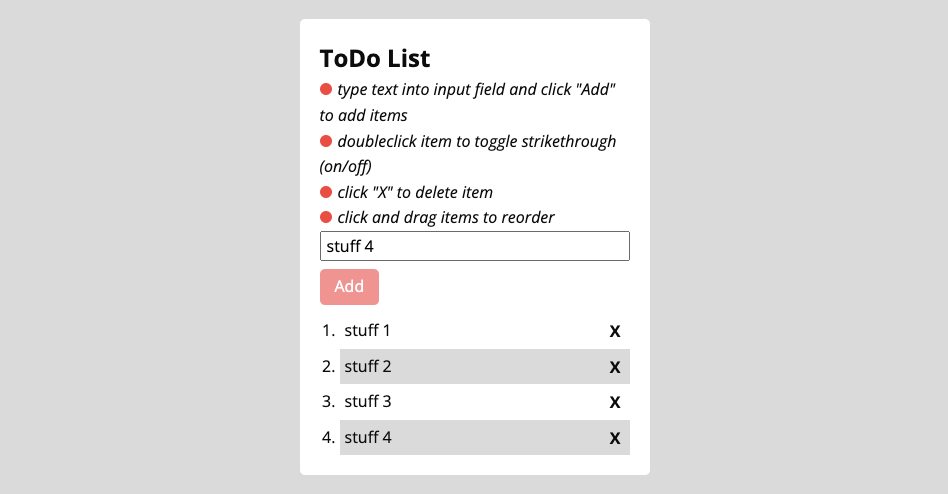 ToDo List
type text into input field and click "Add"
to add items
doubleclick item to toggle strikethrough
(on/off)
click "X" to delete item
click and drag items to reorder
stuff 4
Add
1. stuff 1 X
2. stuff 2 X
3. stuff 3 X
4. stuff 4 X